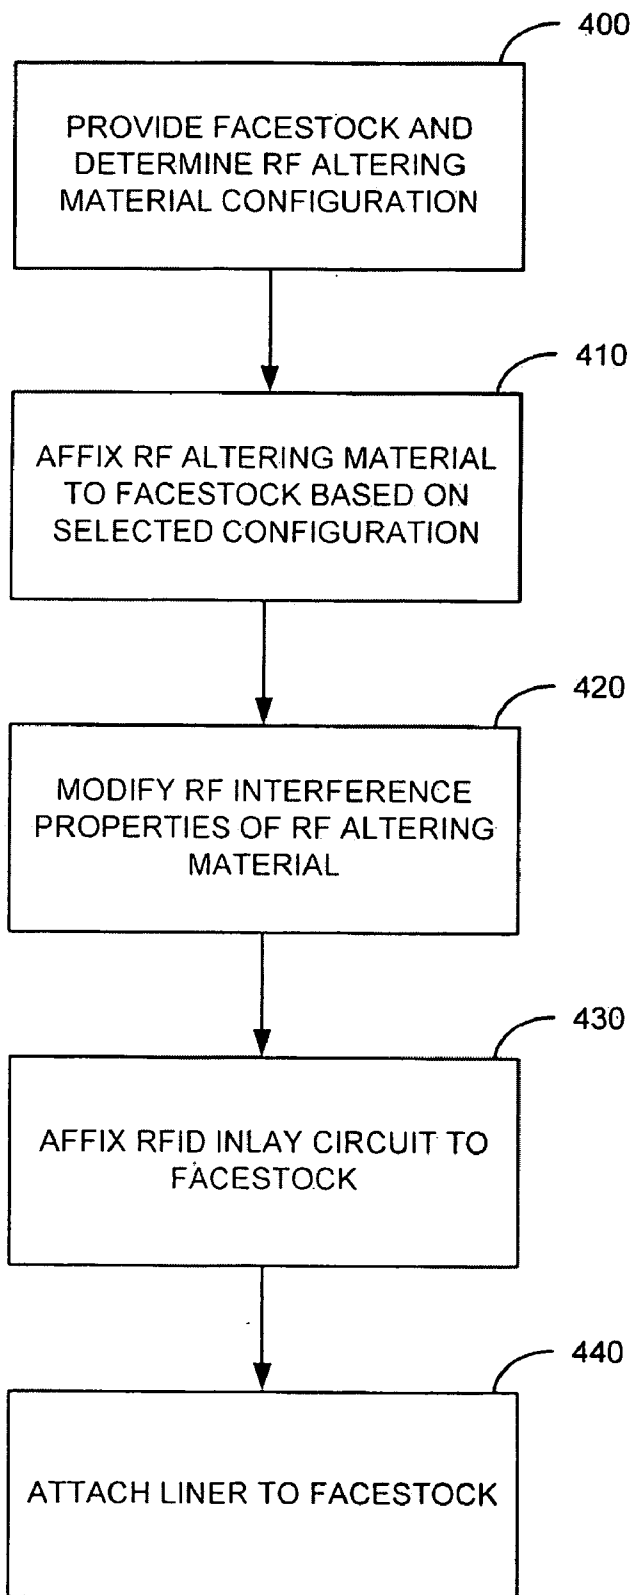 400
PROVIDE FACESTOCK AND
DETERMINE RF ALTERING
MATERIAL CONFIGURATION
410
AFFIX RF ALTERING MATERIAL
TO FACESTOCK BASED ON
SELECTED CONFIGURATION
420
MODIFY RF INTERFERENCE
PROPERTIES OF RF ALTERING
MATERIAL
430
AFFIX RFID INLAY CIRCUIT TO
FACESTOCK
440
ATTACH LINER TO FACESTOCK